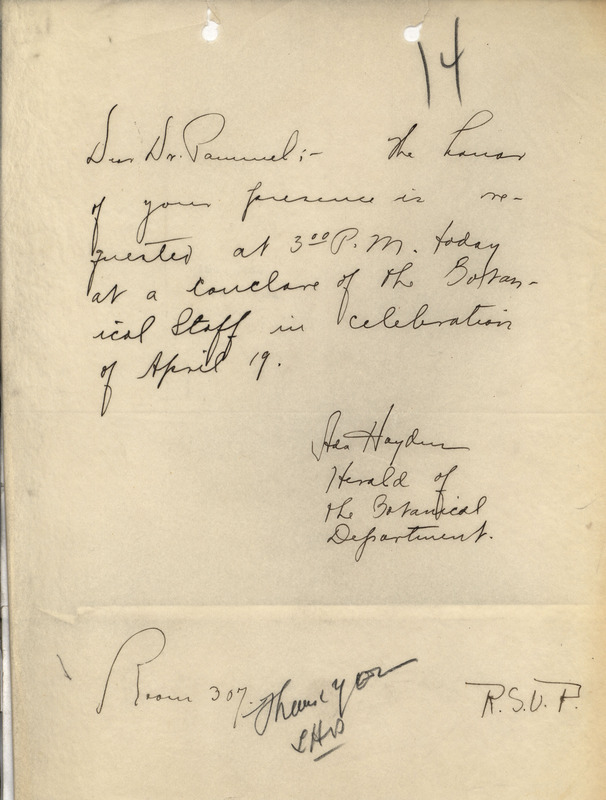 14
Dear Dr. Pammel;- The honor
of your presence is re-
quested at 3:00 P.M. today
at a conclave of the Botan-
ical Staff in celebration
of April 19.
Ada Hayden
Herald of
the Botanical
Department.
Room 307.
Thank you
LHP
R.S.V.P.